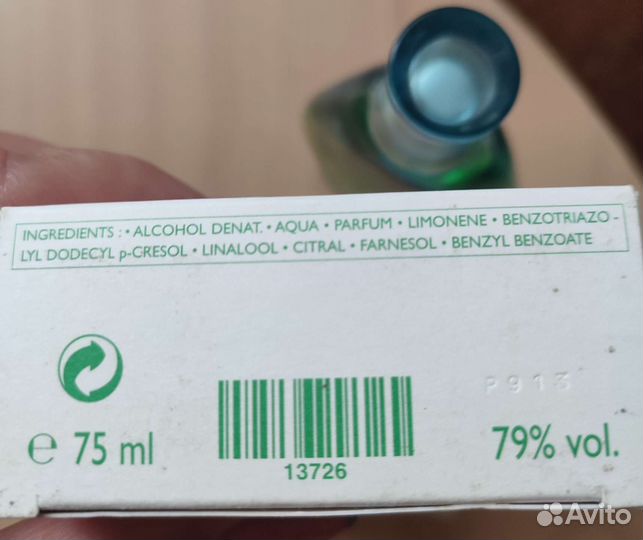 INGREDIENTS : • ALCOHOL DENAT. • AQUA • PARFUM • LIMONENE • BENZOTRIAZO -
LYL DODECYL p-CRESOL • LINALOOL • CITRAL • FARNESOL • BENZYL BENZOATE
P913
e 75 ml
13726
79% vol.
Avito